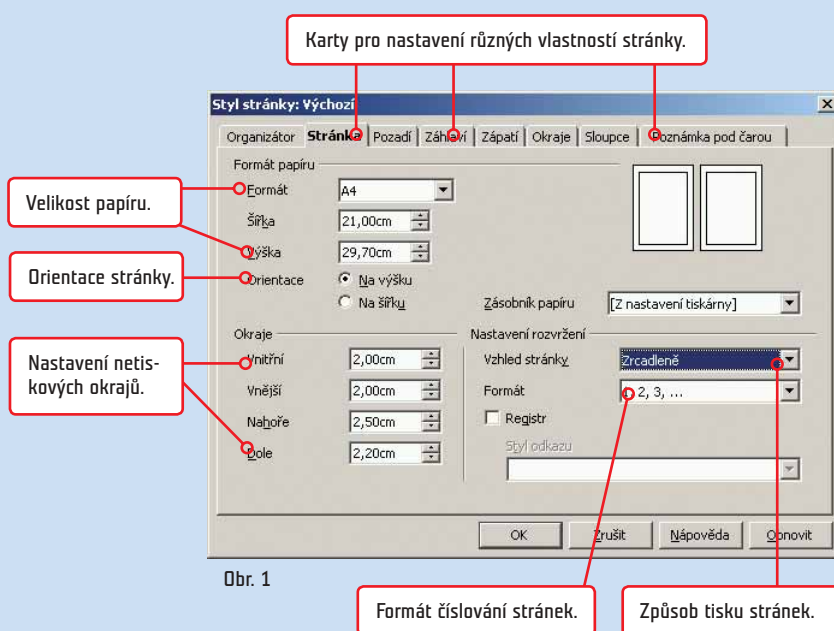 Karty pro nastavení různých vlastností stránky.
Styl stránky: Výchozí
Organizátor Stránka Pozadí Záhlaví Zápatí Okraje Sloupce Poznámka pod čarou
Formát papíru
Velikost papíru.
Formát A4
Šířka 21,00cm
Výška 29,70cm
Orientace stránky.
Orientace Na výšku
Na šířku
Zásobník papíru [Z nastavení tiskárny]
Okraje
Nastavení rozvržení
Nastavení netis-
kových okrajů.
Vnitřní 2,00cm
Vzhled stránky Zrcadleně
Vnější 2,00cm
Formát 1, 2, 3, ...
Nahoře 2,50cm
Registr
Dole 2,20cm
Styl odkazu
OK Zrušit Nápověda Obnovit
Obr. 1
Formát číslování stránek.
Způsob tisku stránek.